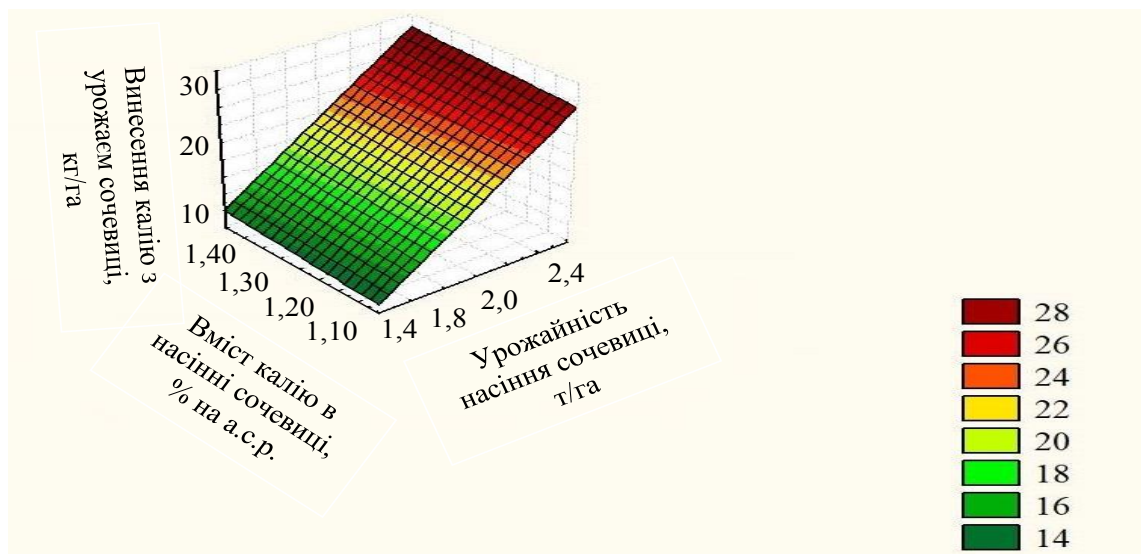 Винесення калію з
урожаєм сочевиці,
кг/га
30
20
10
1,40
1,30
1,20
1,10
1,4
1,8
2,0
2,4
Вміст калію в
насінні сочевиці,
% на а.с.р.
Урожайність
насіння сочевиці,
т/га
28
26
24
22
20
18
16
14